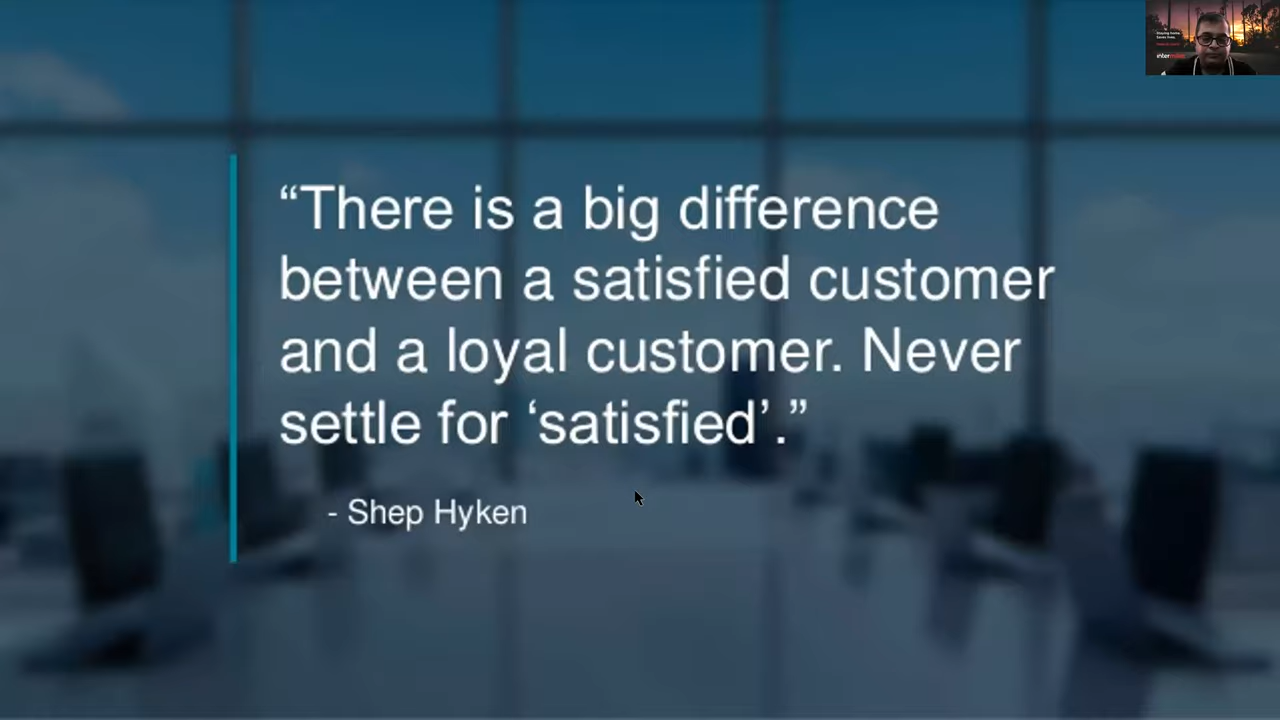 “There is a big difference
between a satisfied customer
and a loyal customer. Never
settle for ‘satisfied’.”
- Shep Hyken